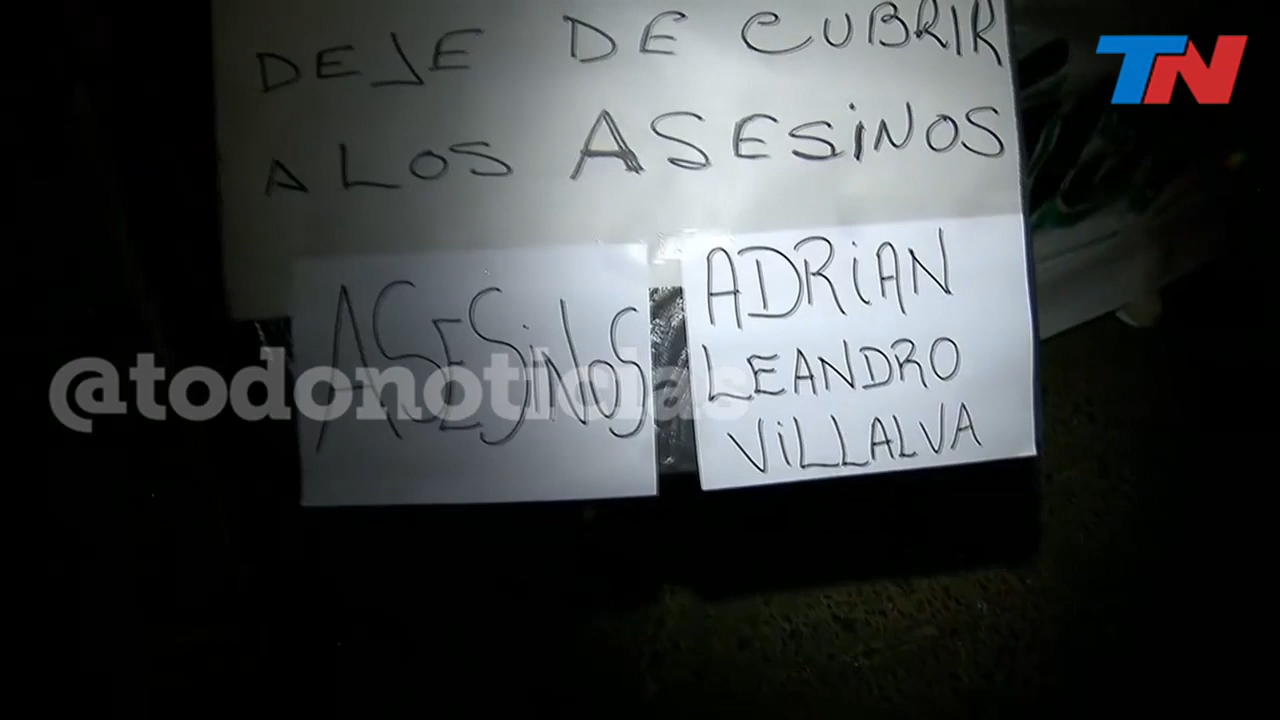 DEJE DE CUBRIR
A LOS ASESINOS
ASESINOS
ADRiAN
LEANDRO
ViLLALVA
TN
@todonoticias